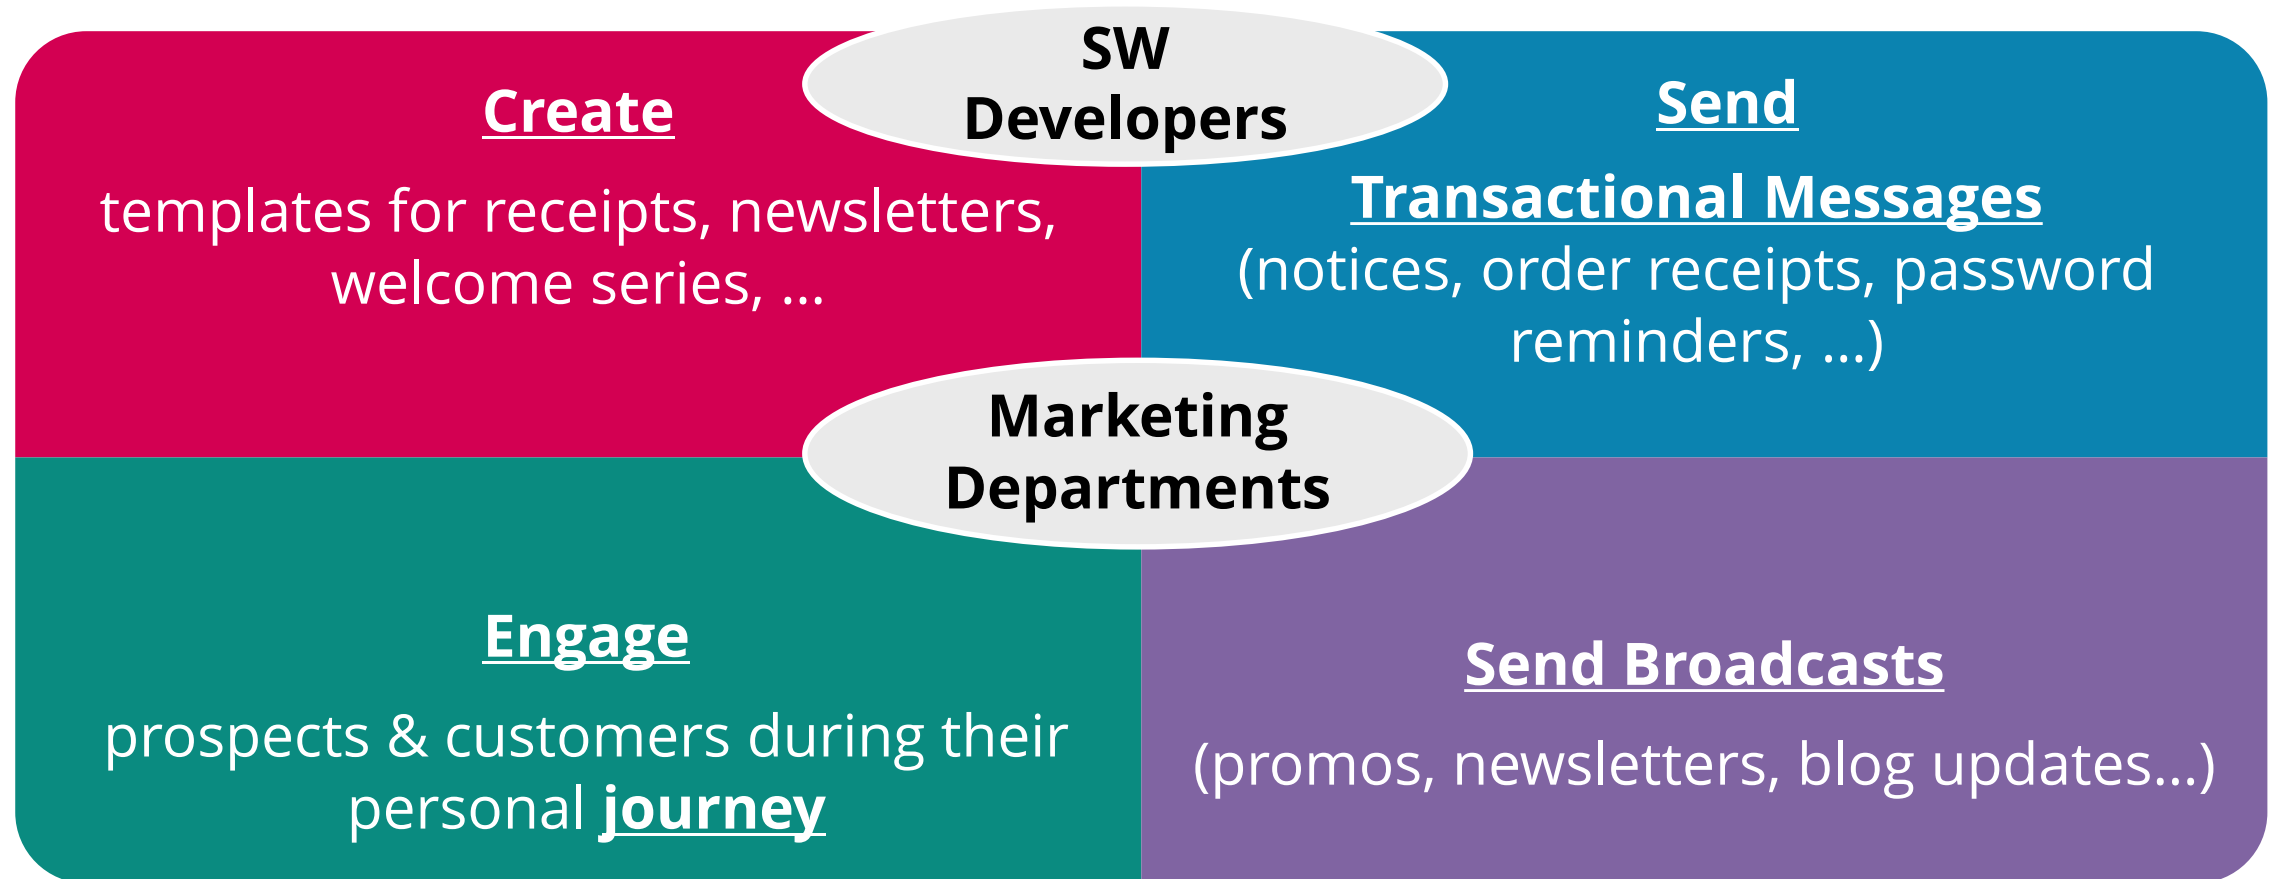 SW
Developers
Create
templates for receipts, newsletters,
welcome series, ...
Send
Transactional Messages
(notices, order receipts, password
reminders, ...)
Marketing
Departments
Engage
prospects & customers during their
personal journey
Send Broadcasts
(promos, newsletters, blog updates...)